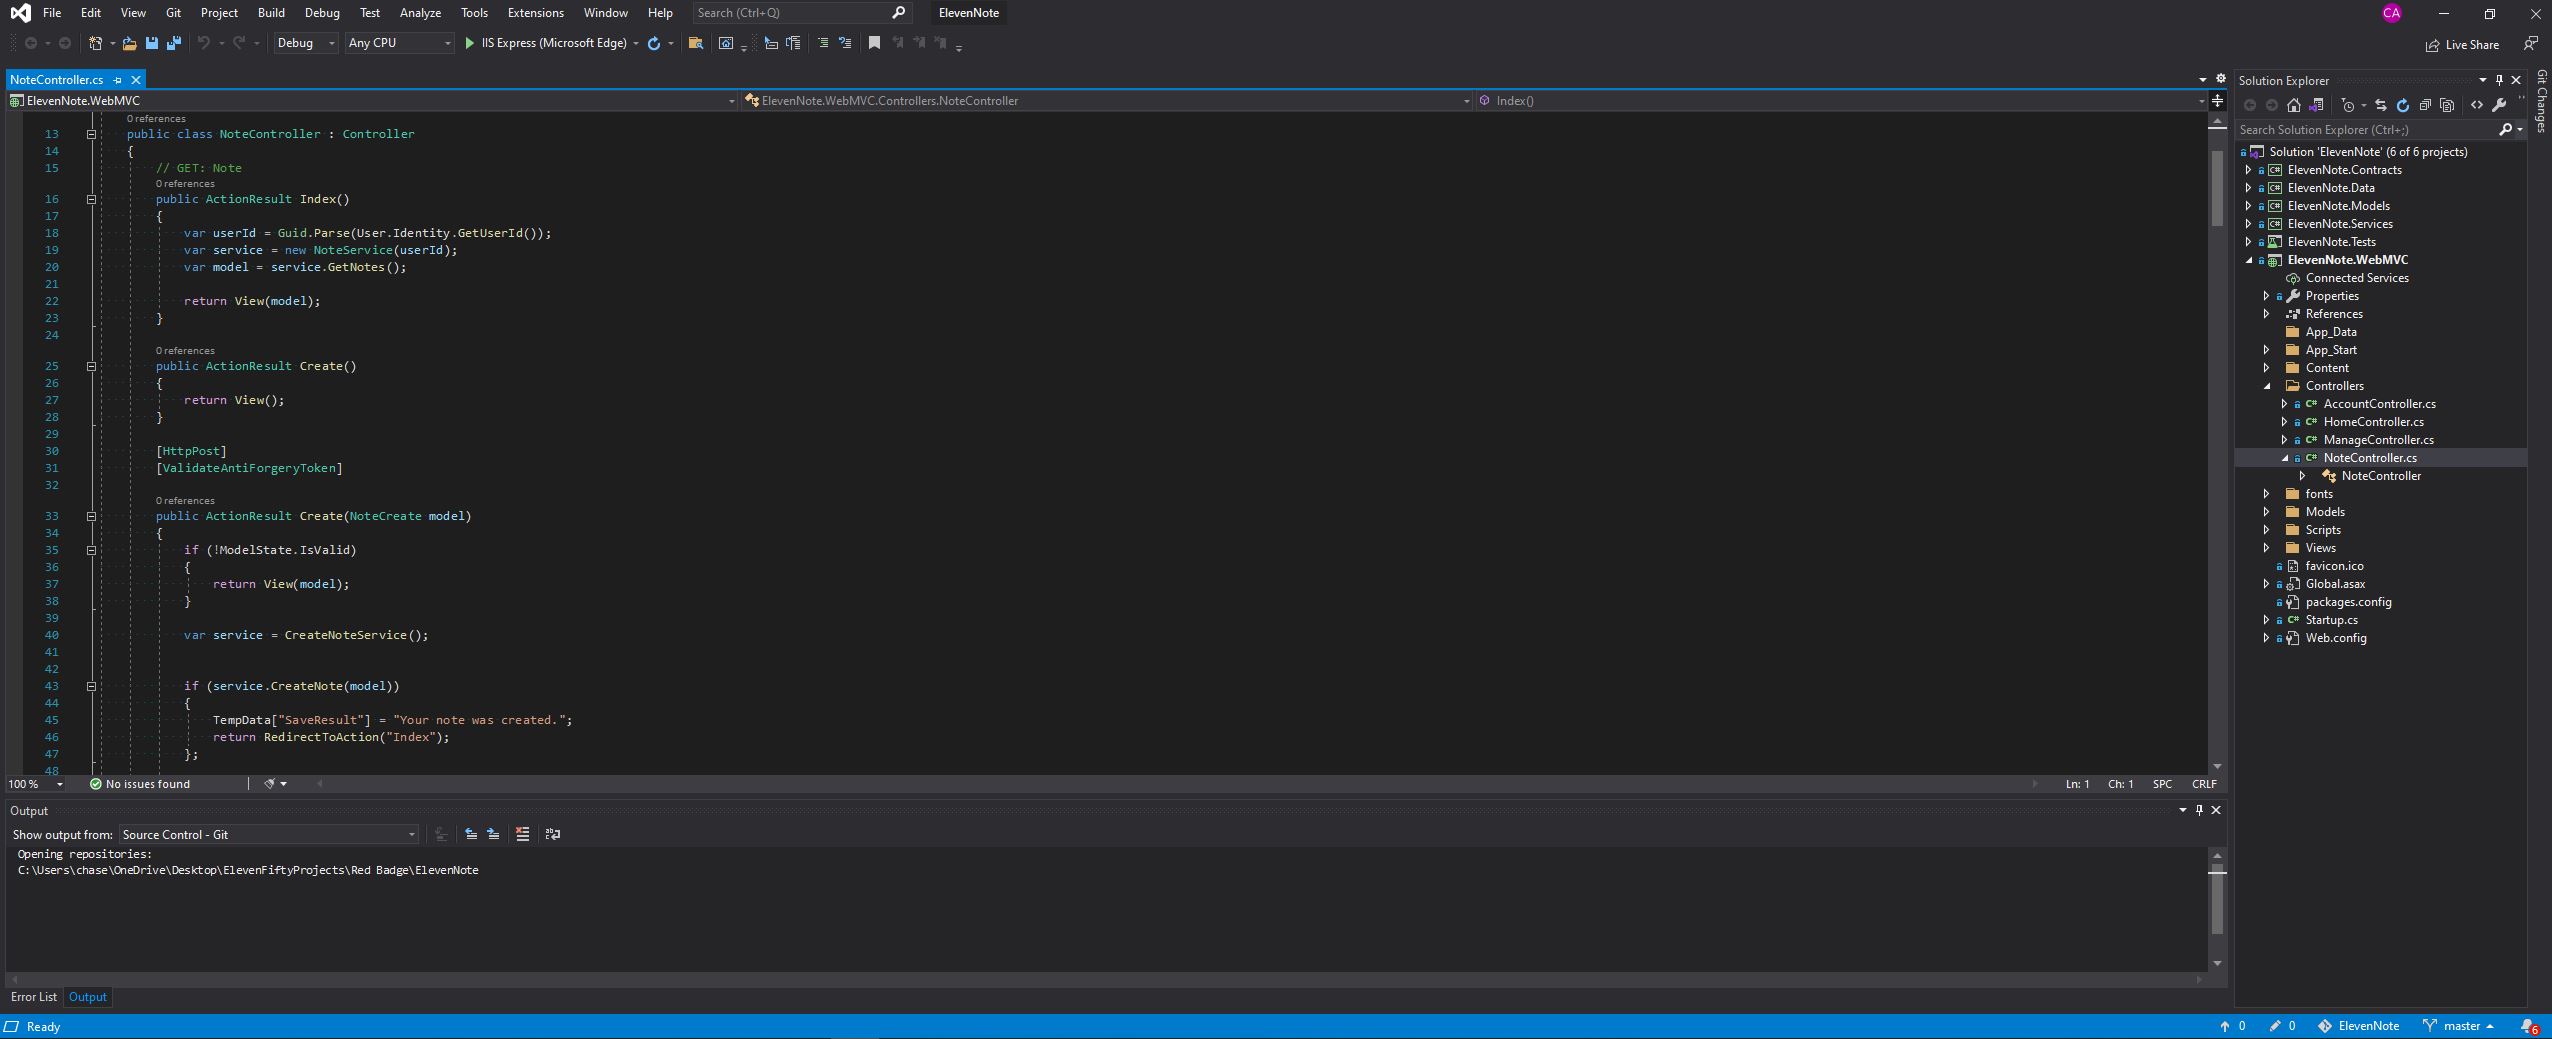 File Edit View Git Project Build Debug Test Analyze Tools Extensions Window Help Search (Ctrl+Q) ElevenNote CA
Debug Any CPU IIS Express (Microsoft Edge) Live Share
NoteController.cs
ElevenNote.WebMVC ElevenNote.WebMVC.Controllers.NoteController Index()
0 references
13 public class NoteController : Controller
14 {
15 // GET: Note
0 references
16 public ActionResult Index()
17 {
18 var userId = Guid.Parse(User.Identity.GetUserId());
19 var service = new NoteService(userId);
20 var model = service.GetNotes();
21
22 return View(model);
23 }
24
0 references
25 public ActionResult Create()
26 {
27 return View();
28 }
29
30 [HttpPost]
31 [ValidateAntiForgeryToken]
32
0 references
33 public ActionResult Create(NoteCreate model)
34 {
35 if (!ModelState.IsValid)
36 {
37 return View(model);
38 }
39
40 var service = CreateNoteService();
41
42
43 if (service.CreateNote(model))
44 {
45 TempData["SaveResult"] = "Your note was created.";
46 return RedirectToAction("Index");
47 };
48
100 % No issues found Ln: 1 Ch: 1 SPC CRLF
Output
Show output from: Source Control - Git
Opening repositories:
C:\Users\chase\OneDrive\Desktop\ElevenFiftyProjects\Red Badge\ElevenNote
Error List Output
Solution Explorer
Search Solution Explorer (Ctrl+;)
Solution 'ElevenNote' (6 of 6 projects)
C# ElevenNote.Contracts
C# ElevenNote.Data
C# ElevenNote.Models
C# ElevenNote.Services
ElevenNote.Tests
ElevenNote.WebMVC
Connected Services
Properties
References
App_Data
App_Start
Content
Controllers
C# AccountController.cs
C# HomeController.cs
C# ManageController.cs
C# NoteController.cs
NoteController
fonts
Models
Scripts
Views
favicon.ico
Global.asax
packages.config
C# Startup.cs
Web.config
Git Changes
Ready 0 0 ElevenNote master 6